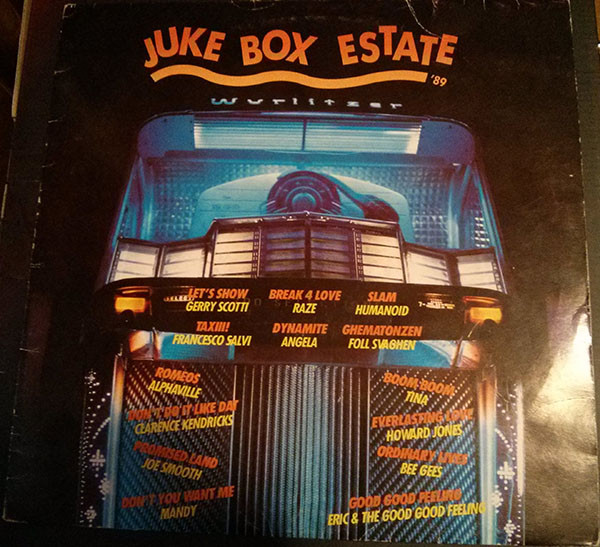 JUKE BOX ESTATE
'89
Wurlitzer
LET'S SHOW BREAK 4 LOVE SLAM
GERRY SCOTTI RAZE HUMANOID
TAXIII! DYNAMITE GHEMATONZEN
FRANCESCO SALVI ANGELA FOLL SVAGHEN
ROMEOS
ALPHAVILLE
DON'T DO IT LIKE DAT
CLARENCE KENDRICKS
PROMISED LAND
JOE SMOOTH
DON'T YOU WANT ME
MANDY
BOOM BOOM
TINA
EVERLASTING LOVE
HOWARD JONES
ORDINARY LIVES
BEE GEES
GOOD GOOD FEELING
ERIC & THE GOOD GOOD FEELING